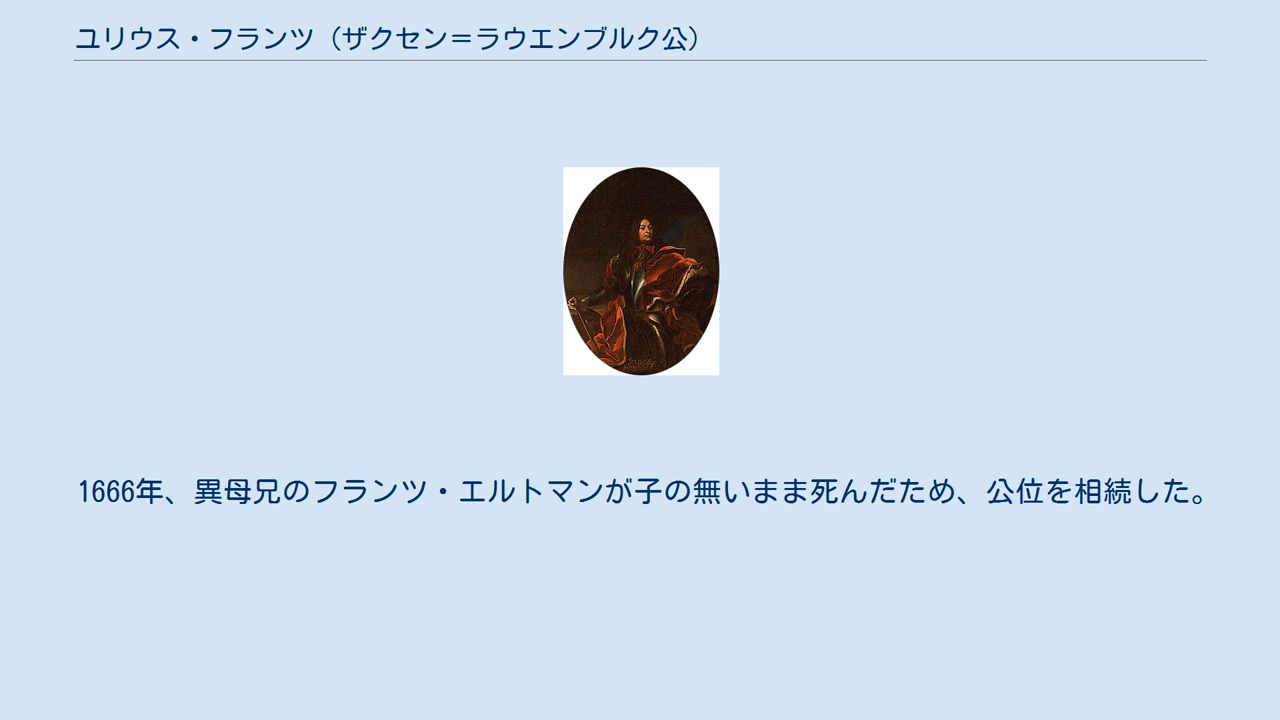 ユリウス・フランツ（ザクセン＝ラウエンブルク公）
1666年、異母兄のフランツ・エルトマンが子の無いまま死んだため、公位を相続した。